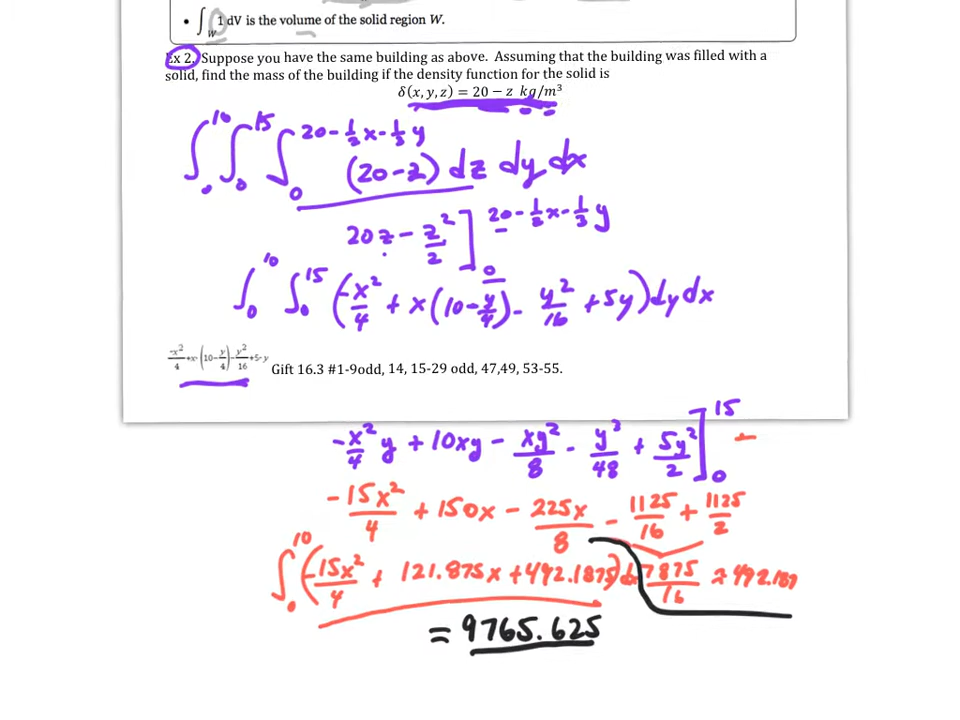 • ∫_W 1 dV is the volume of the solid region W.
Ex 2. Suppose you have the same building as above. Assuming that the building was filled with a
solid, find the mass of the building if the density function for the solid is
δ(x, y, z) = 20 − z kg/m³
∫₀¹⁰ ∫₀¹⁵ ∫₀^(20 - 1/2 x - 1/3 y) (20-z) dz dy dx
20z - z²/2 ]₀^(20 - 1/2 x - 1/3 y)
∫₀¹⁰ ∫₀¹⁵ (-x²/4 + x(10 - y/4) - y²/16 + 5y) dy dx
-x²/4 + x·(10 - y/4) - y²/16 + 5·y
Gift 16.3 #1-9odd, 14, 15-29 odd, 47,49, 53-55.
-x²/4 y + 10xy - xy²/8 - y³/48 + 5y²/2 ]₀¹⁵ -
-15x²/4 + 150x - 225x/8 - 1125/16 + 1125/2
∫₀¹⁰ (-15x²/4 + 121.875x + 492.1875) d 7875/16 ≈ 492.187
= 9765.625